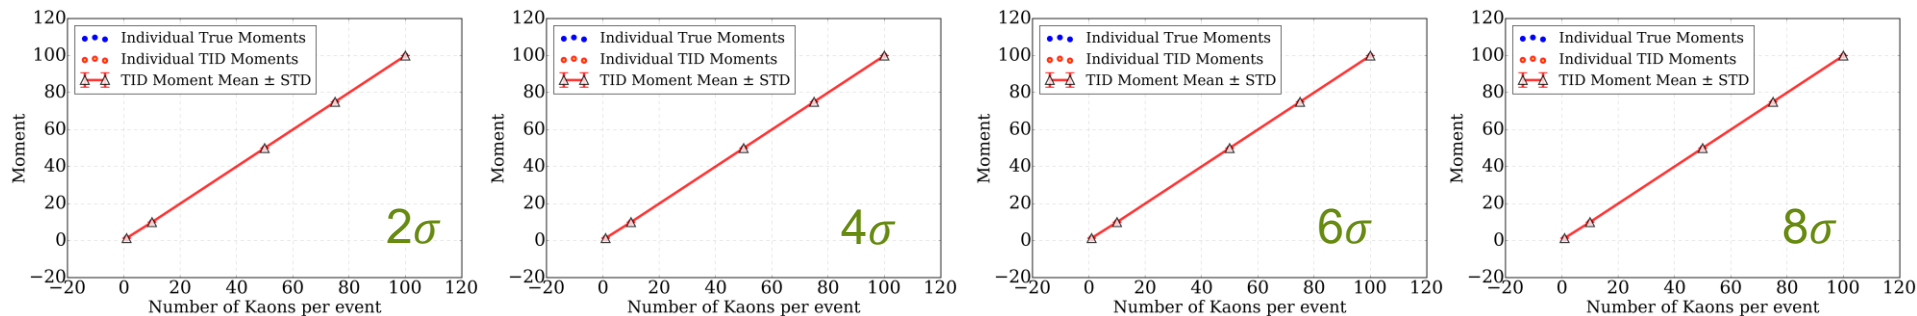 120
100
80
60
40
20
0
−20
Moment
Individual True Moments
Individual TID Moments
TID Moment Mean ± STD
2σ
−20 0 20 40 60 80 100 120
Number of Kaons per event
120
100
80
60
40
20
0
−20
Moment
Individual True Moments
Individual TID Moments
TID Moment Mean ± STD
4σ
−20 0 20 40 60 80 100 120
Number of Kaons per event
120
100
80
60
40
20
0
−20
Moment
Individual True Moments
Individual TID Moments
TID Moment Mean ± STD
6σ
−20 0 20 40 60 80 100 120
Number of Kaons per event
120
100
80
60
40
20
0
−20
Moment
Individual True Moments
Individual TID Moments
TID Moment Mean ± STD
8σ
−20 0 20 40 60 80 100 120
Number of Kaons per event